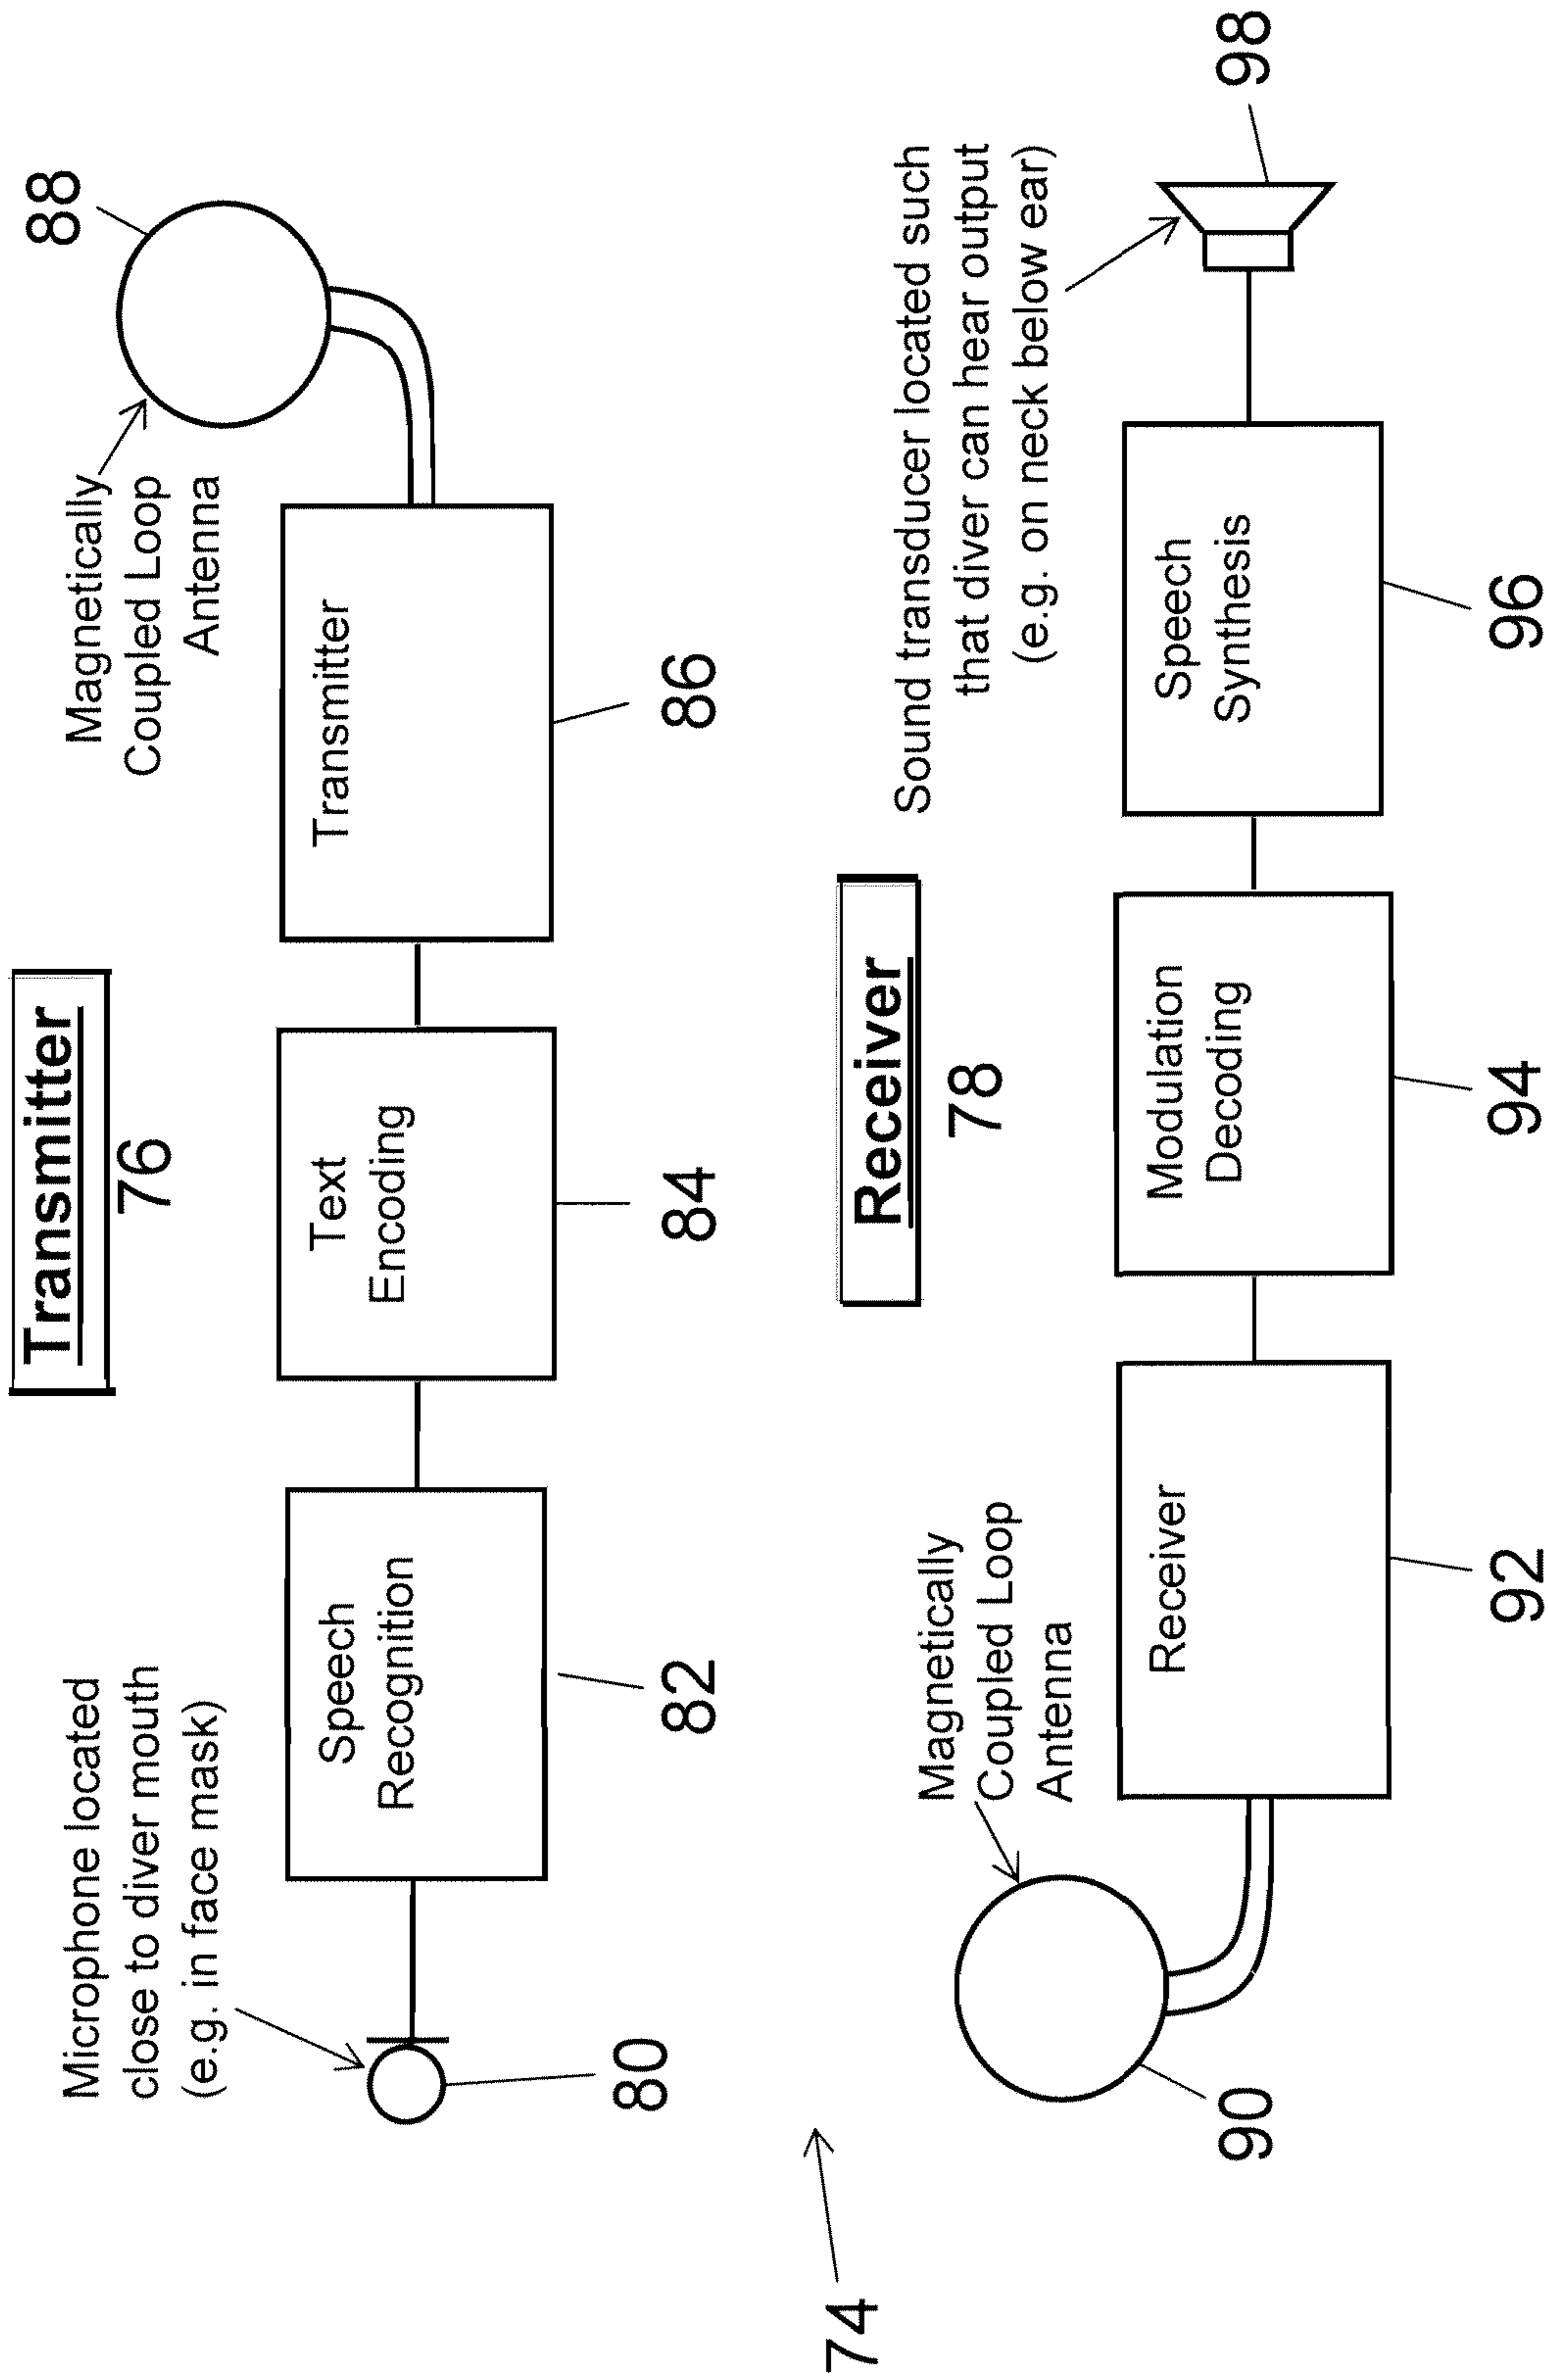 Transmitter
76
Microphone located
close to diver mouth
(e.g. in face mask)
Magnetically
Coupled Loop
Antenna
88
Speech
Recognition
Text
Encoding
Transmitter
80
82
84
86
74
Receiver
78
Magnetically
Coupled Loop
Antenna
Sound transducer located such
that diver can hear output
(e.g. on neck below ear)
98
Receiver
Modulation
Decoding
Speech
Synthesis
90
92
94
96